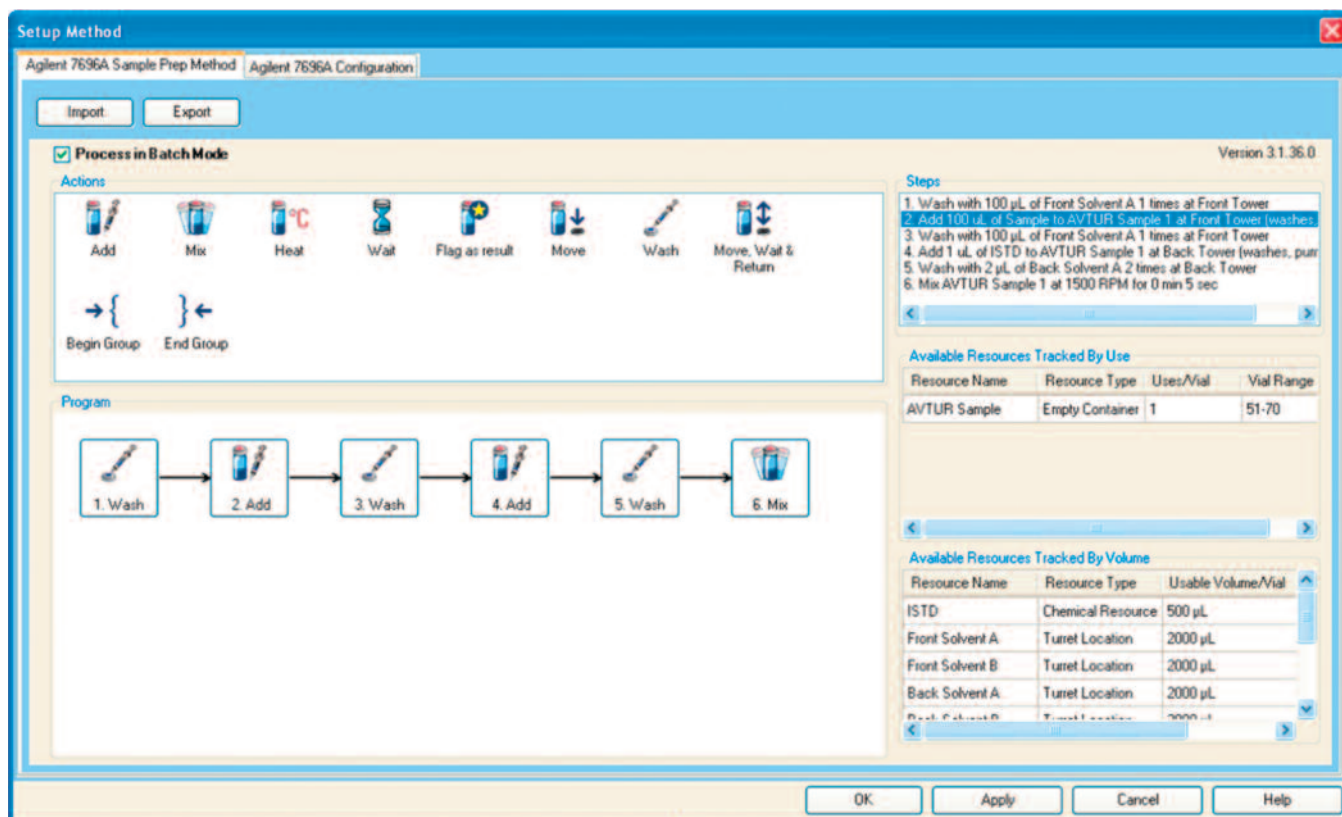 Setup Method
Agilent 7696A Sample Prep Method
Agilent 7696A Configuration
Import
Export
Process in Batch Mode
Version 3.1.36.0
Actions
Add
Mix
°C
Heat
Wait
Flag as result
Move
Wash
Move, Wait &
Return
Begin Group
End Group
Program
1. Wash
2. Add
3. Wash
4. Add
5. Wash
6. Mix
Steps
1. Wash with 100 µL of Front Solvent A 1 times at Front Tower
2. Add 100 uL of Sample to AVTUR Sample 1 at Front Tower (washes,
3. Wash with 100 µL of Front Solvent A 1 times at Front Tower
4. Add 1 uL of ISTD to AVTUR Sample 1 at Back Tower (washes, pum
5. Wash with 2 µL of Back Solvent A 2 times at Back Tower
6. Mix AVTUR Sample 1 at 1500 RPM for 0 min 5 sec
Available Resources Tracked By Use
Resource Name Resource Type Uses/Vial Vial Range
AVTUR Sample Empty Container 1 51-70
Available Resources Tracked By Volume
Resource Name Resource Type Usable Volume/Vial
ISTD Chemical Resource 500 µL
Front Solvent A Turret Location 2000 µL
Front Solvent B Turret Location 2000 µL
Back Solvent A Turret Location 2000 µL
OK
Apply
Cancel
Help